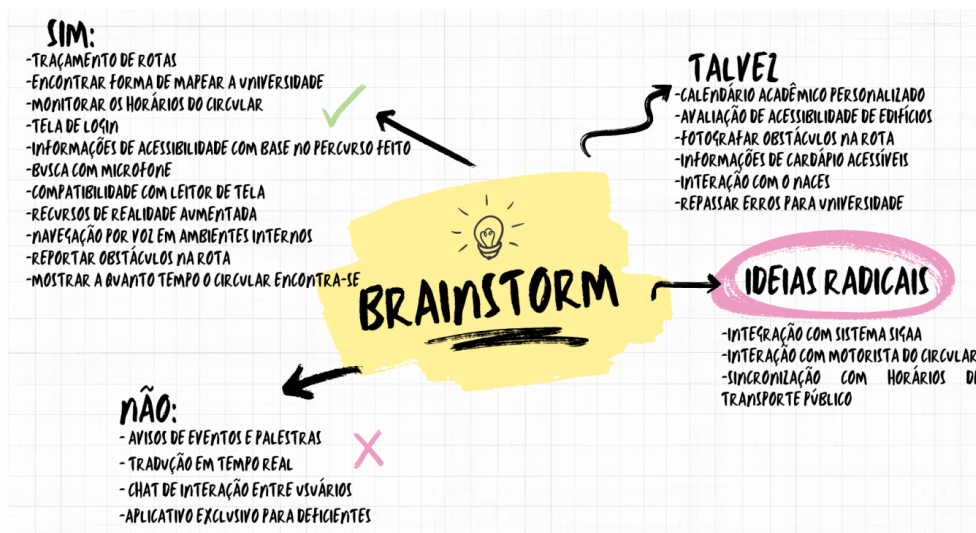 SIM:
-TRAÇAMENTO DE ROTAS
-ENCONTRAR FORMA DE MAPEAR A UNIVERSIDADE
-MONITORAR OS HORÁRIOS DO CIRCULAR
-TELA DE LOGIN
-INFORMAÇÕES DE ACESSIBILIDADE COM BASE NO PERCURSO FEITO
-BUSCA COM MICROFONE
-COMPATIBILIDADE COM LEITOR DE TELA
-RECURSOS DE REALIDADE AUMENTADA
-NAVEGAÇÃO POR VOZ EM AMBIENTES INTERNOS
-REPORTAR OBSTÁCULOS NA ROTA
-MOSTRAR A QUANTO TEMPO O CIRCULAR ENCONTRA-SE
TALVEZ
-CALENDÁRIO ACADÊMICO PERSONALIZADO
-AVALIAÇÃO DE ACESSIBILIDADE DE EDIFÍCIOS
-FOTOGRAFAR OBSTÁCULOS NA ROTA
-INFORMAÇÕES DE CARDÁPIO ACESSÍVEIS
-INTERAÇÃO COM O NACES
-REPASSAR ERROS PARA UNIVERSIDADE
BRAINSTORM
IDEIAS RADICAIS
-INTEGRAÇÃO COM SISTEMA SIGAA
-INTERAÇÃO COM MOTORISTA DO CIRCULAR
-SINCRONIZAÇÃO COM HORÁRIOS
TRANSPORTE PÚBLICO
NÃO:
- AVISOS DE EVENTOS E PALESTRAS
- TRADUÇÃO EM TEMPO REAL
- CHAT DE INTERAÇÃO ENTRE USUÁRIOS
-APLICATIVO EXCLUSIVO PARA DEFICIENTES